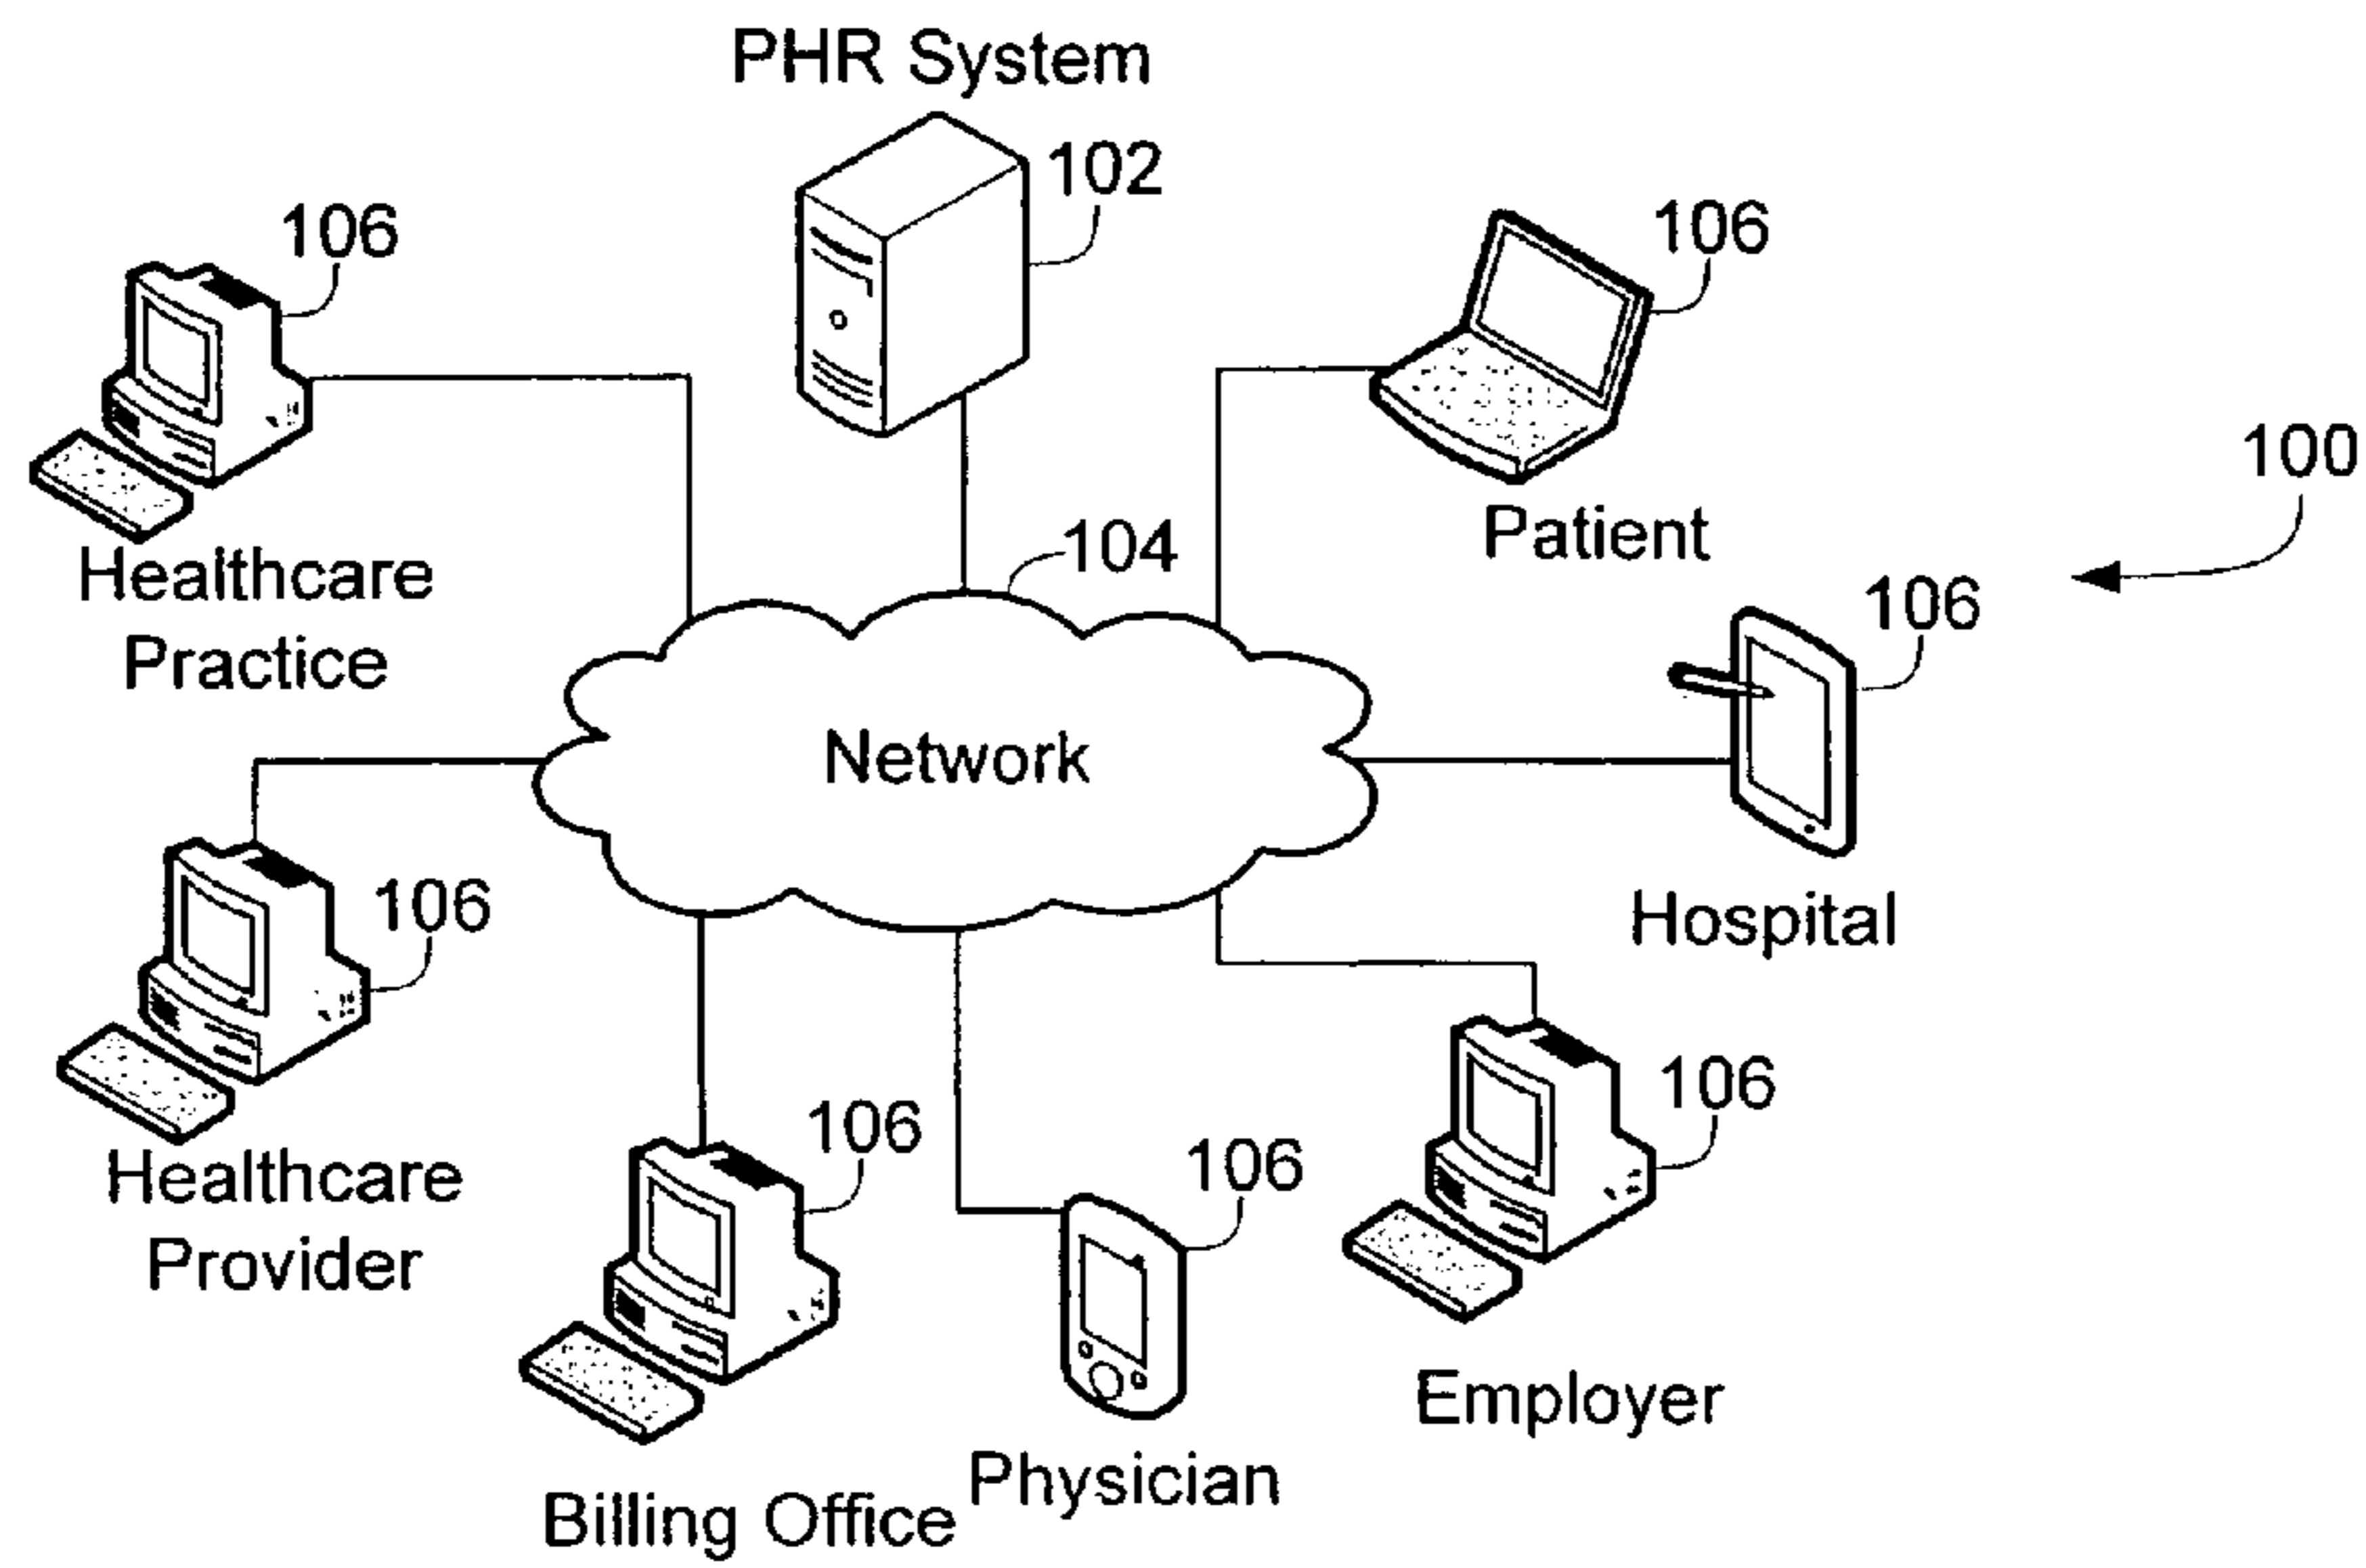 PHR System
102
106
106
Healthcare
Practice
Patient
100
104
106
Network
Hospital
106
106
Healthcare
Provider
106
106
Employer
Physician
Billing Office